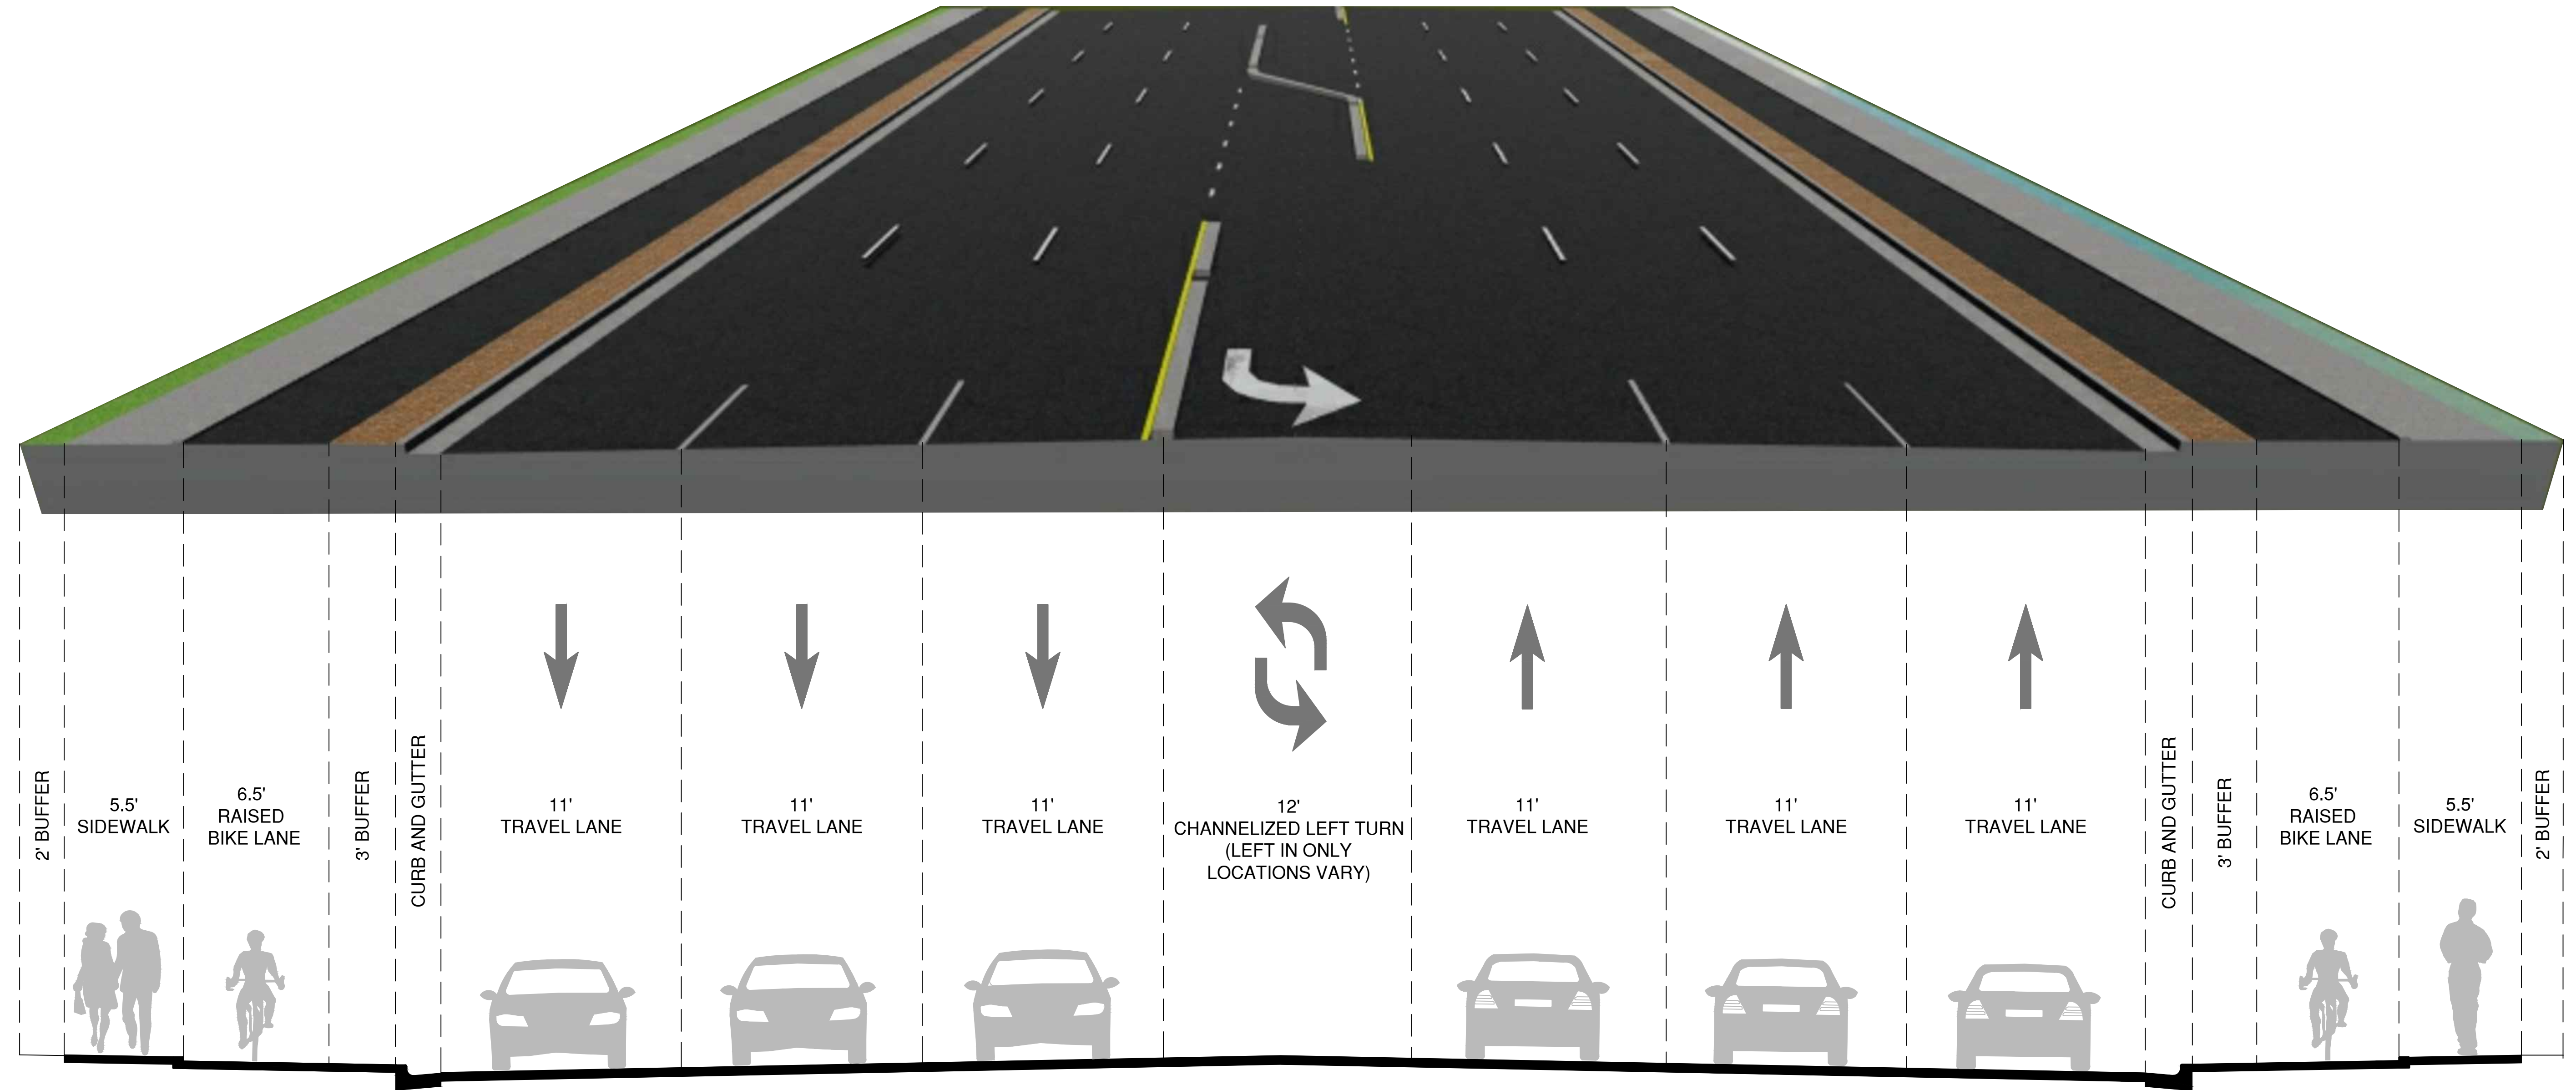 2' BUFFER
5.5'
SIDEWALK
6.5'
RAISED
BIKE LANE
3' BUFFER
CURB AND GUTTER
11'
TRAVEL LANE
11'
TRAVEL LANE
11'
TRAVEL LANE
12'
CHANNELIZED LEFT TURN
(LEFT IN ONLY
LOCATIONS VARY)
11'
TRAVEL LANE
11'
TRAVEL LANE
11'
TRAVEL LANE
CURB AND GUTTER
3' BUFFER
6.5'
RAISED
BIKE LANE
5.5'
SIDEWALK
2' BUFFER